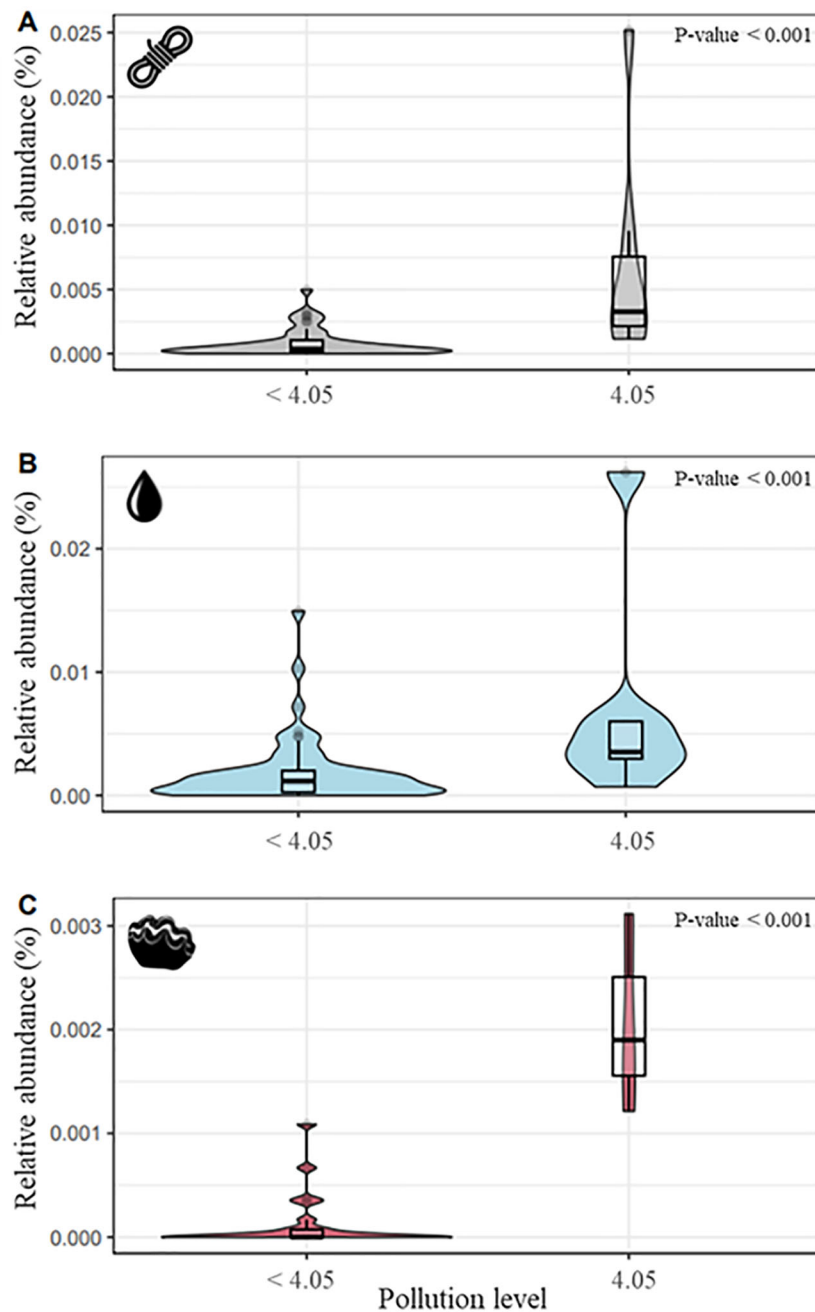 A
P-value < 0.001
Relative abundance (%)
0.025
0.020
0.015
0.010
0.005
0.000
< 4.05
4.05
B
P-value < 0.001
Relative abundance (%)
0.02
0.01
0.00
< 4.05
4.05
C
P-value < 0.001
Relative abundance (%)
0.003
0.002
0.001
0.000
< 4.05
4.05
Pollution level